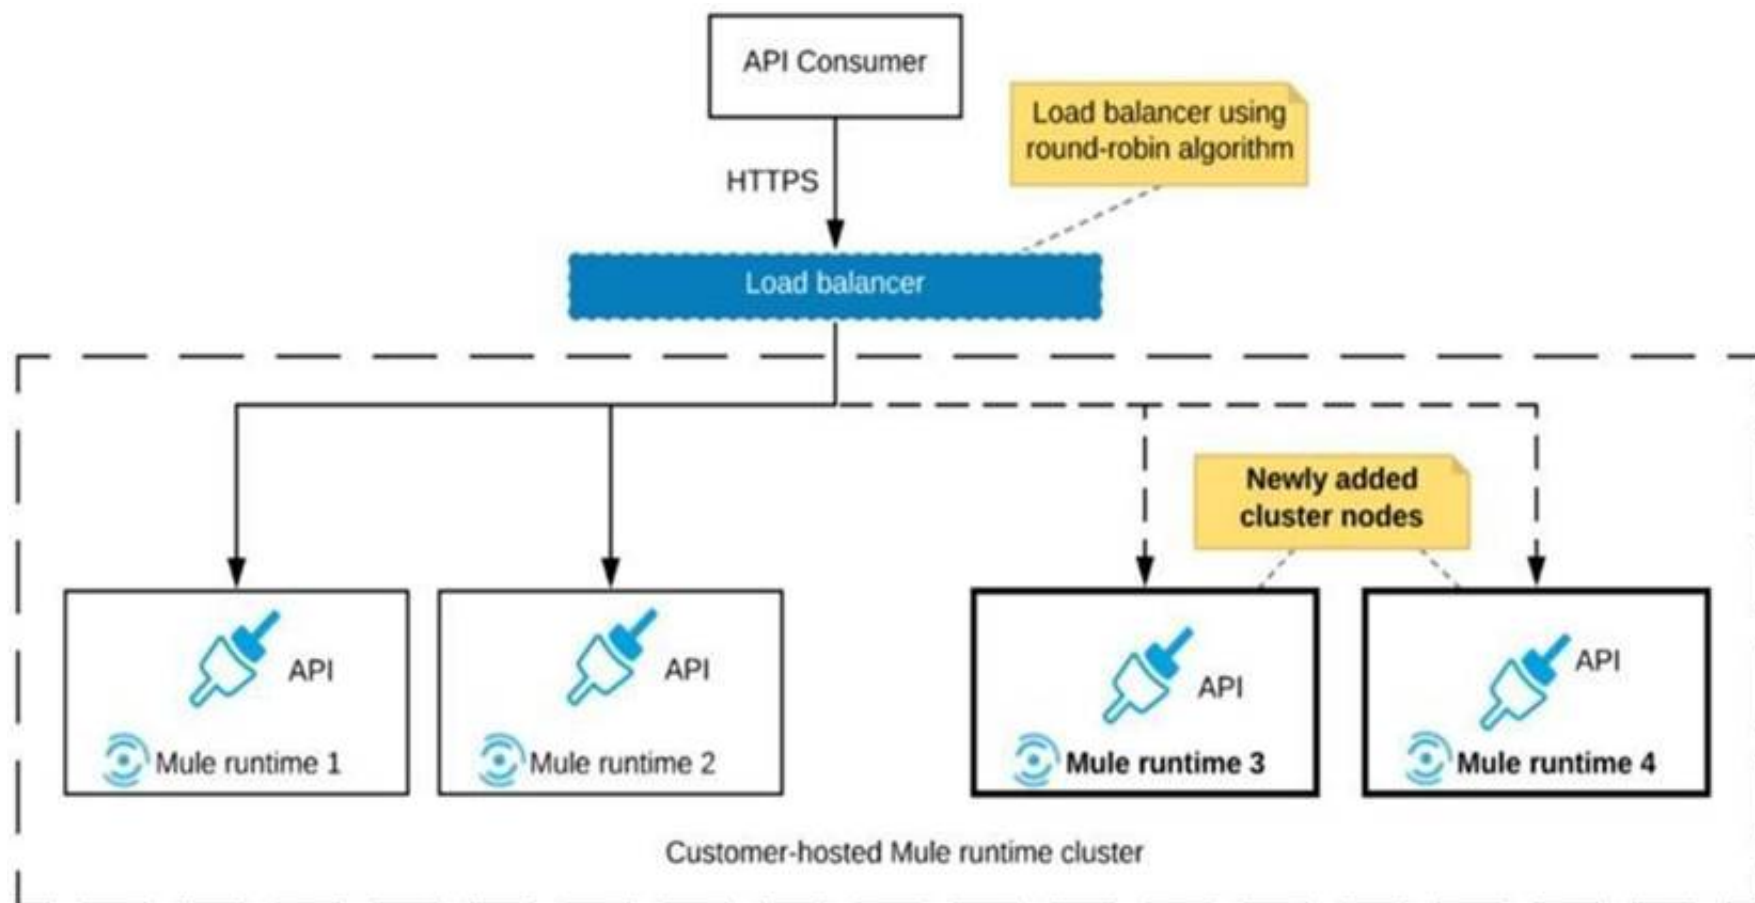 API Consumer
Load balancer using
round-robin algorithm
HTTPS
Load balancer
Newly added
cluster nodes
API
API
API
API
Mule runtime 1
Mule runtime 2
Mule runtime 3
Mule runtime 4
Customer-hosted Mule runtime cluster